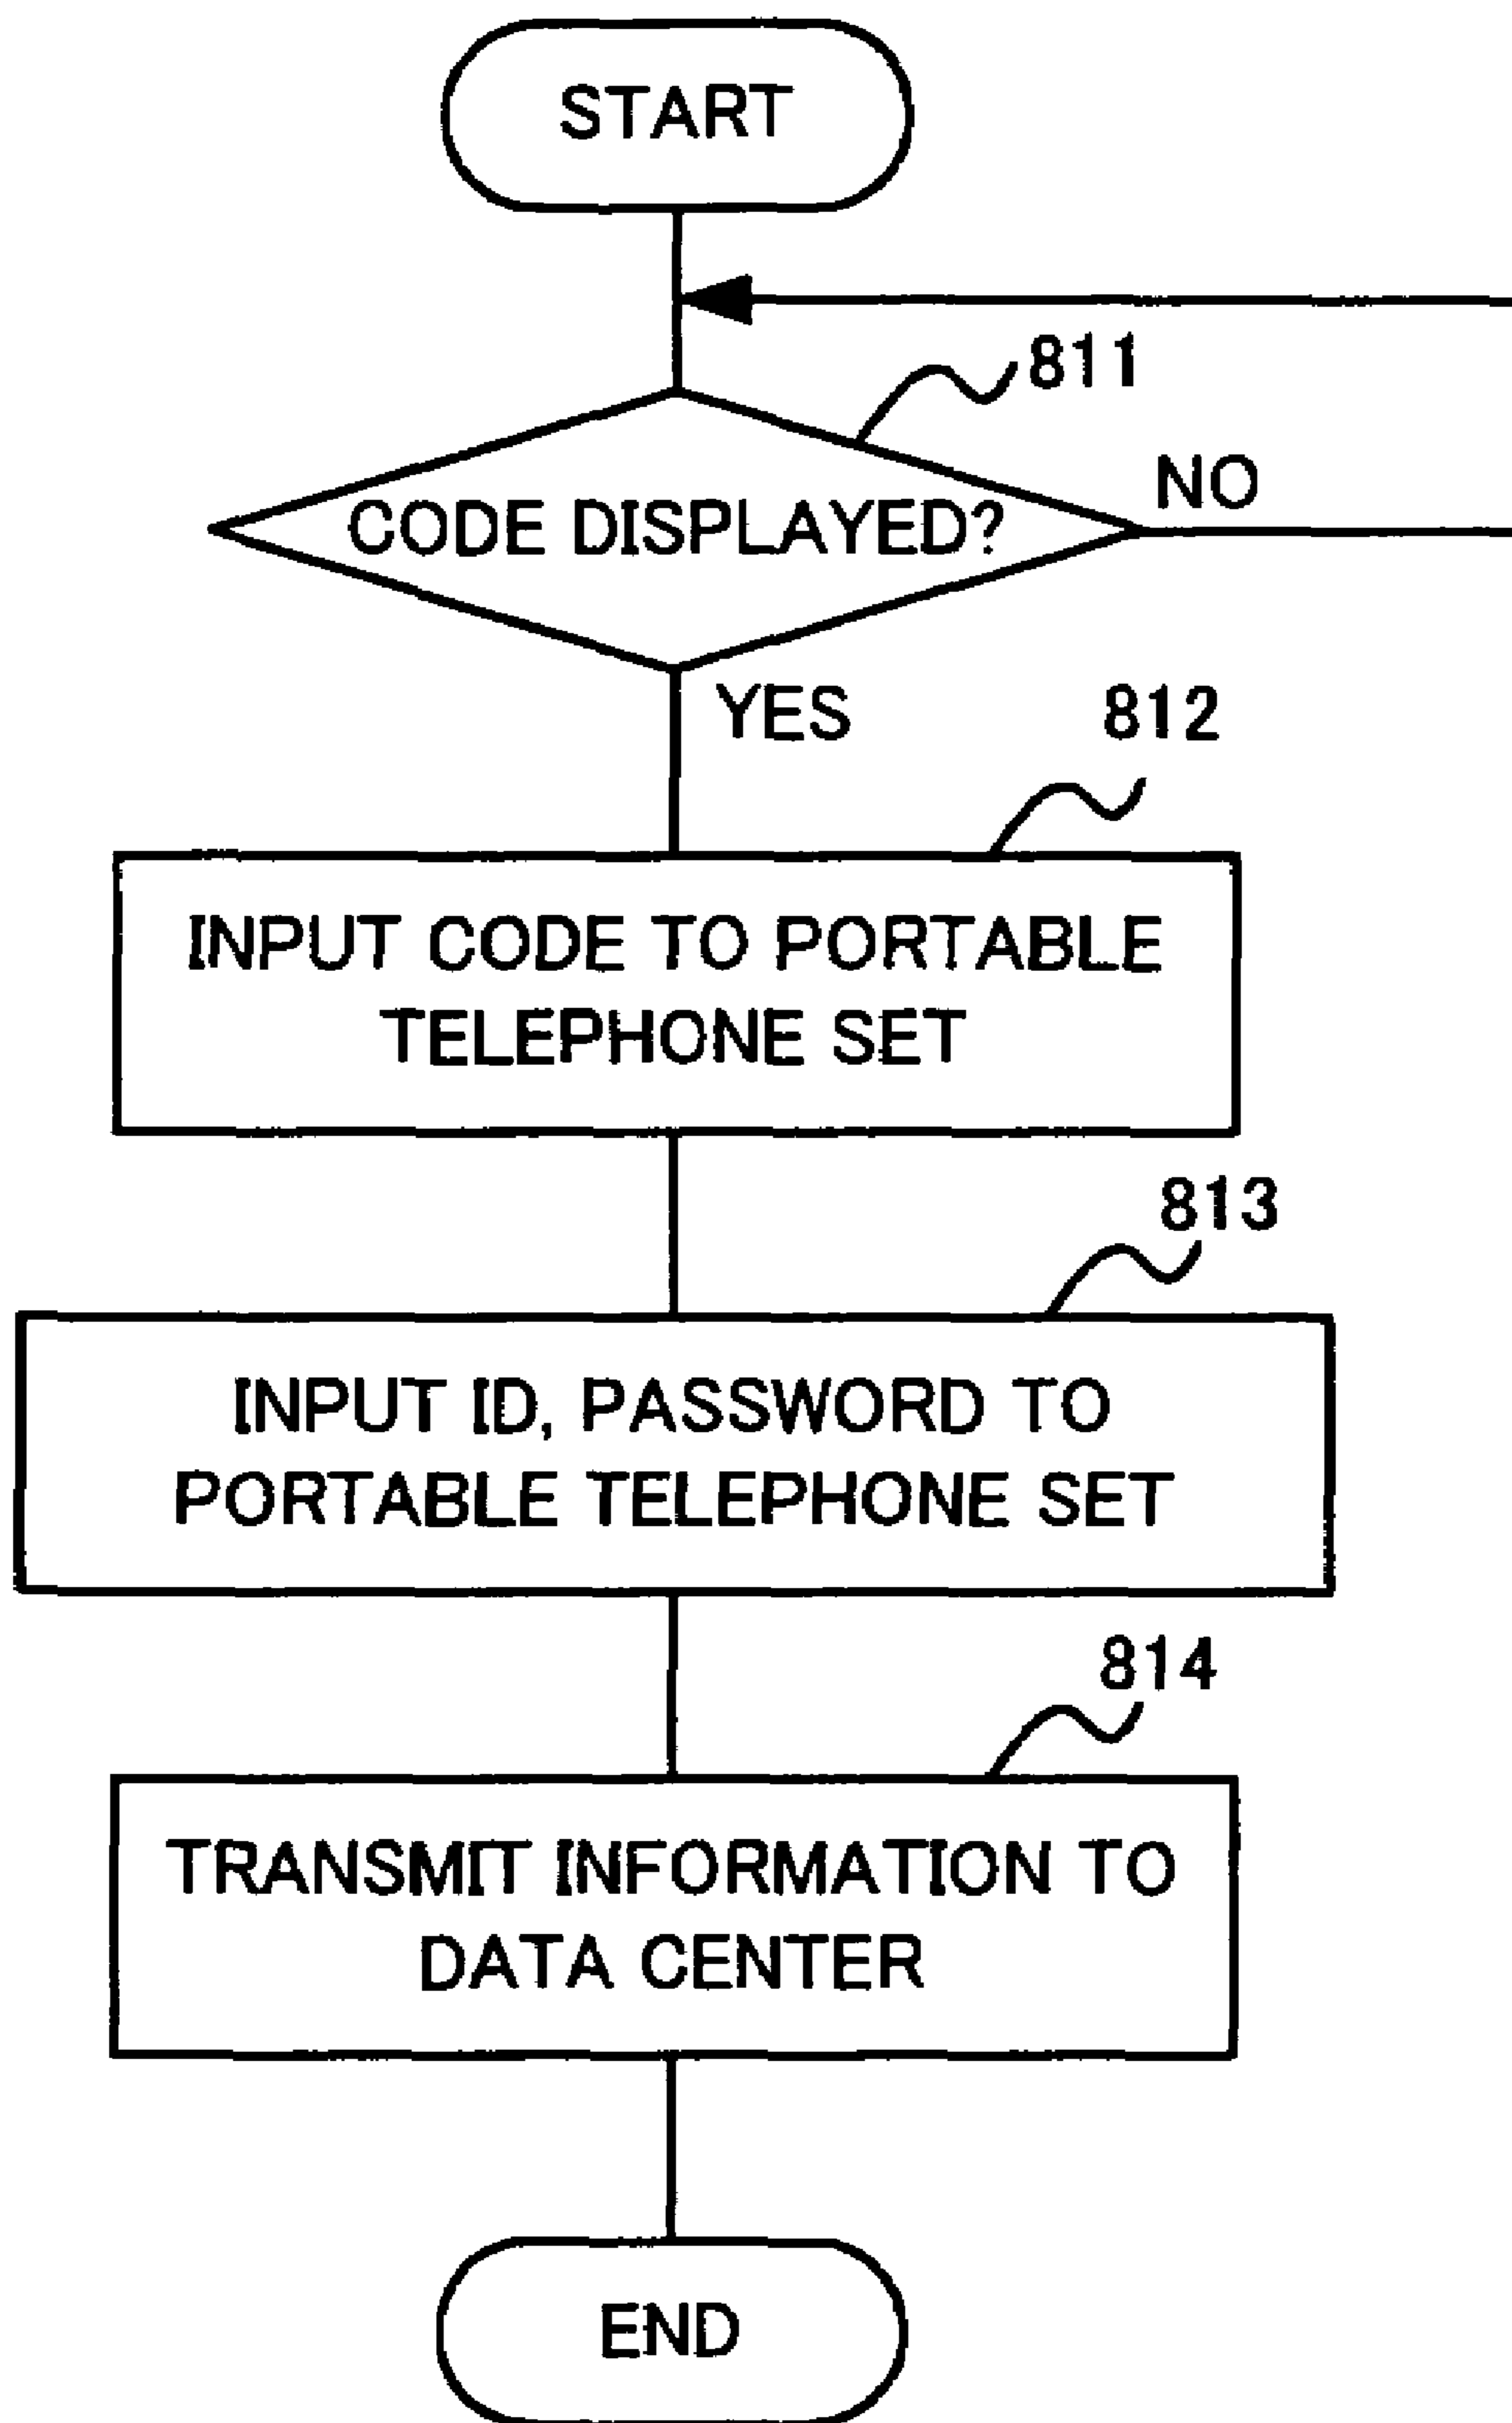 START
811
CODE DISPLAYED?
NO
YES
812
INPUT CODE TO PORTABLE
TELEPHONE SET
813
INPUT ID, PASSWORD TO
PORTABLE TELEPHONE SET
814
TRANSMIT INFORMATION TO
DATA CENTER
END